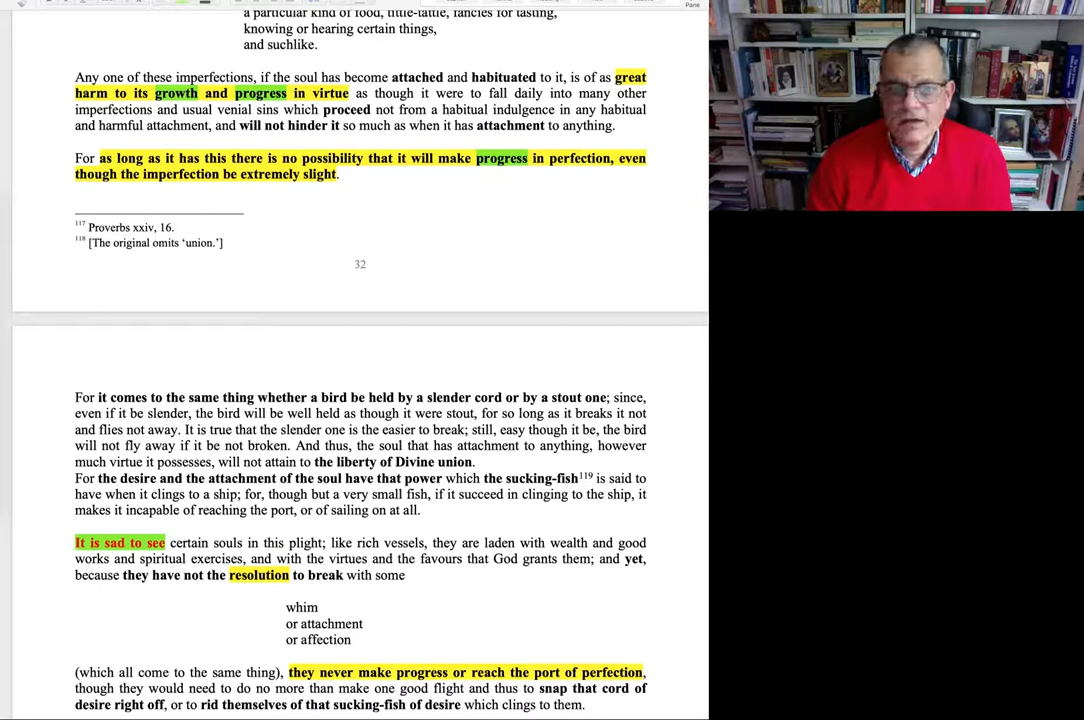 Pane
a particular kind of food, tittle-tattle, fancies for tasting,
knowing or hearing certain things,
and suchlike.
Any one of these imperfections, if the soul has become attached and habituated to it, is of as great
harm to its growth and progress in virtue as though it were to fall daily into many other
imperfections and usual venial sins which proceed not from a habitual indulgence in any habitual
and harmful attachment, and will not hinder it so much as when it has attachment to anything.
For as long as it has this there is no possibility that it will make progress in perfection, even
though the imperfection be extremely slight.
117 Proverbs xxiv, 16.
118 [The original omits ‘union.’]
32
For it comes to the same thing whether a bird be held by a slender cord or by a stout one; since,
even if it be slender, the bird will be well held as though it were stout, for so long as it breaks it not
and flies not away. It is true that the slender one is the easier to break; still, easy though it be, the bird
will not fly away if it be not broken. And thus, the soul that has attachment to anything, however
much virtue it possesses, will not attain to the liberty of Divine union.
For the desire and the attachment of the soul have that power which the sucking-fish119 is said to
have when it clings to a ship; for, though but a very small fish, if it succeed in clinging to the ship, it
makes it incapable of reaching the port, or of sailing on at all.
It is sad to see certain souls in this plight; like rich vessels, they are laden with wealth and good
works and spiritual exercises, and with the virtues and the favours that God grants them; and yet,
because they have not the resolution to break with some
whim
or attachment
or affection
(which all come to the same thing), they never make progress or reach the port of perfection,
though they would need to do no more than make one good flight and thus to snap that cord of
desire right off, or to rid themselves of that sucking-fish of desire which clings to them.